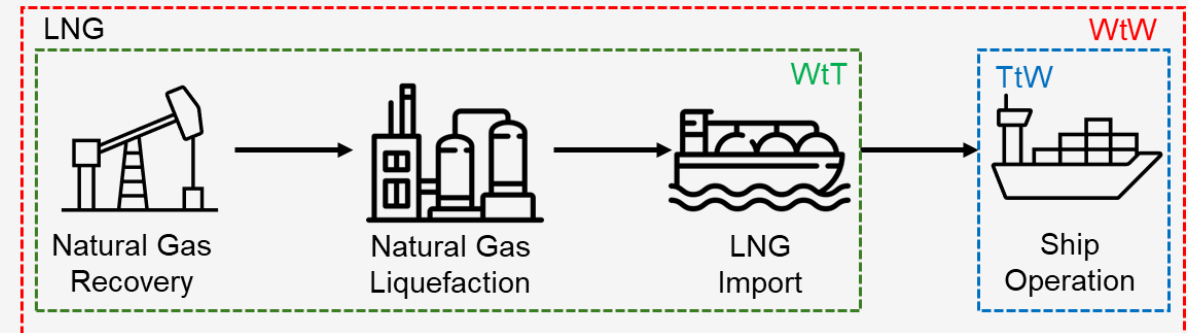 LNG
WtW
WtT
TtW
Natural Gas
Recovery
Natural Gas
Liquefaction
LNG
Import
Ship
Operation